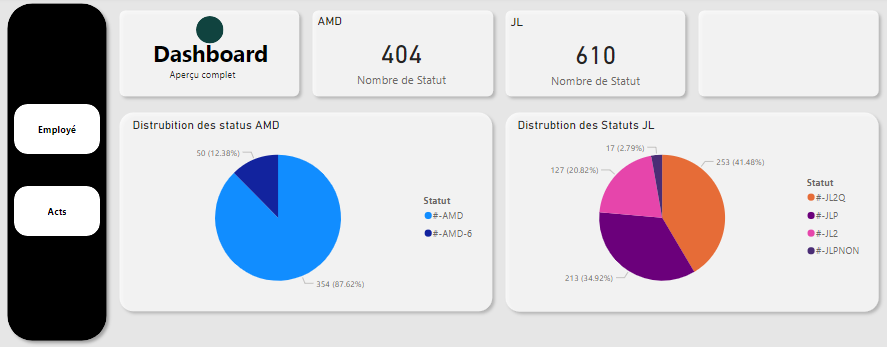 Employé
Acts
Dashboard
Aperçu complet
AMD
404
Nombre de Statut
JL
610
Nombre de Statut
Distrubition des status AMD
50 (12.38%)
354 (87.62%)
Statut
#-AMD
#-AMD-6
Distrubtion des Statuts JL
17 (2.79%)
127 (20.82%)
253 (41.48%)
213 (34.92%)
Statut
#-JL2Q
#-JLP
#-JL2
#-JLPNON